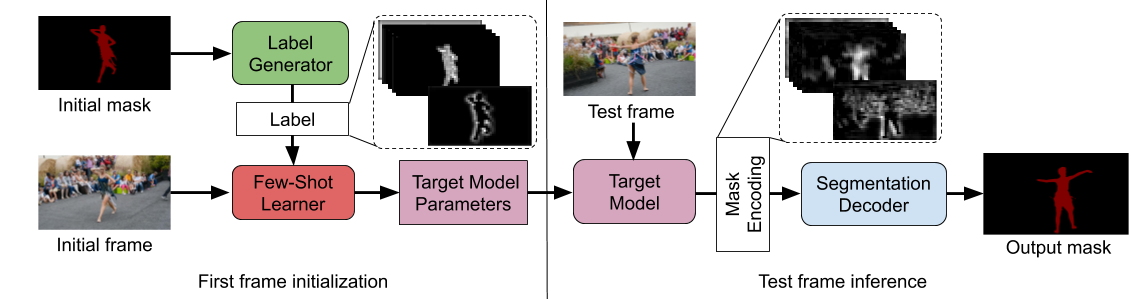 Label
Generator
Initial mask
Label
Few-Shot
Learner
Initial frame
Target Model
Parameters
First frame initialization
Test frame
Target
Model
Mask
Encoding
Segmentation
Decoder
Output mask
Test frame inference